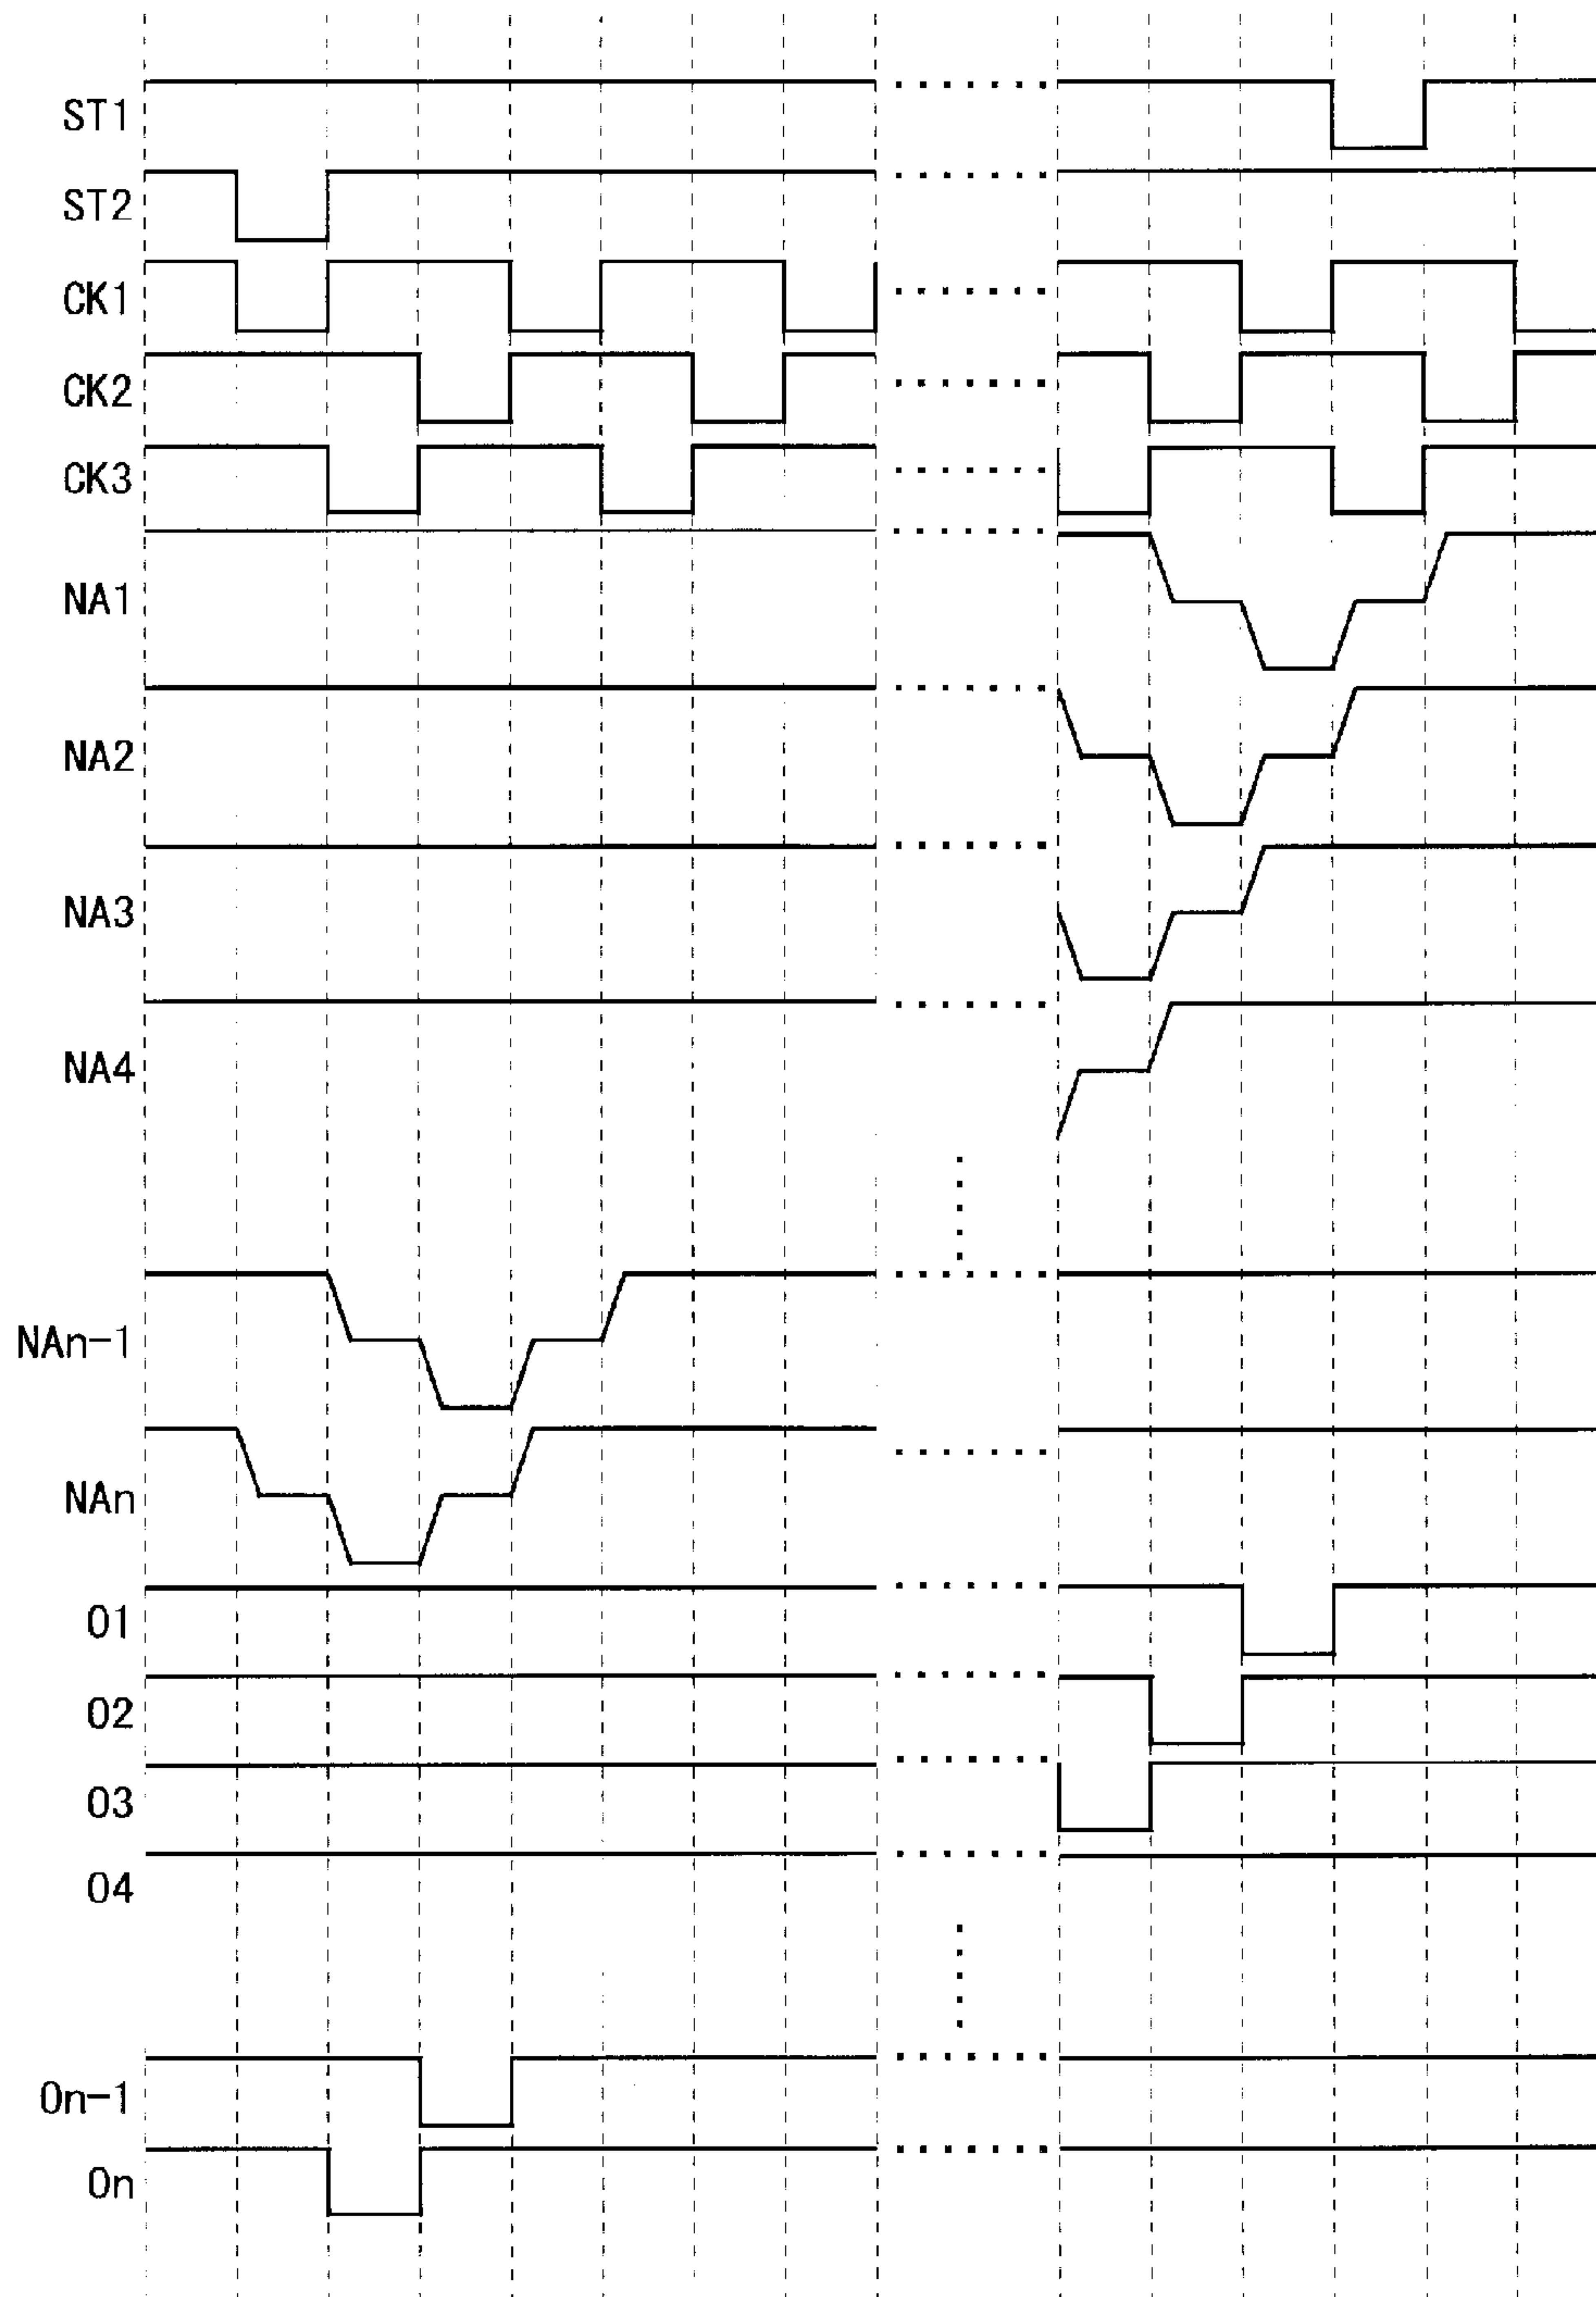 ST1
ST2
CK1
CK2
CK3
NA1
NA2
NA3
NA4
NAn-1
NAn
O1
O2
O3
O4
On-1
On